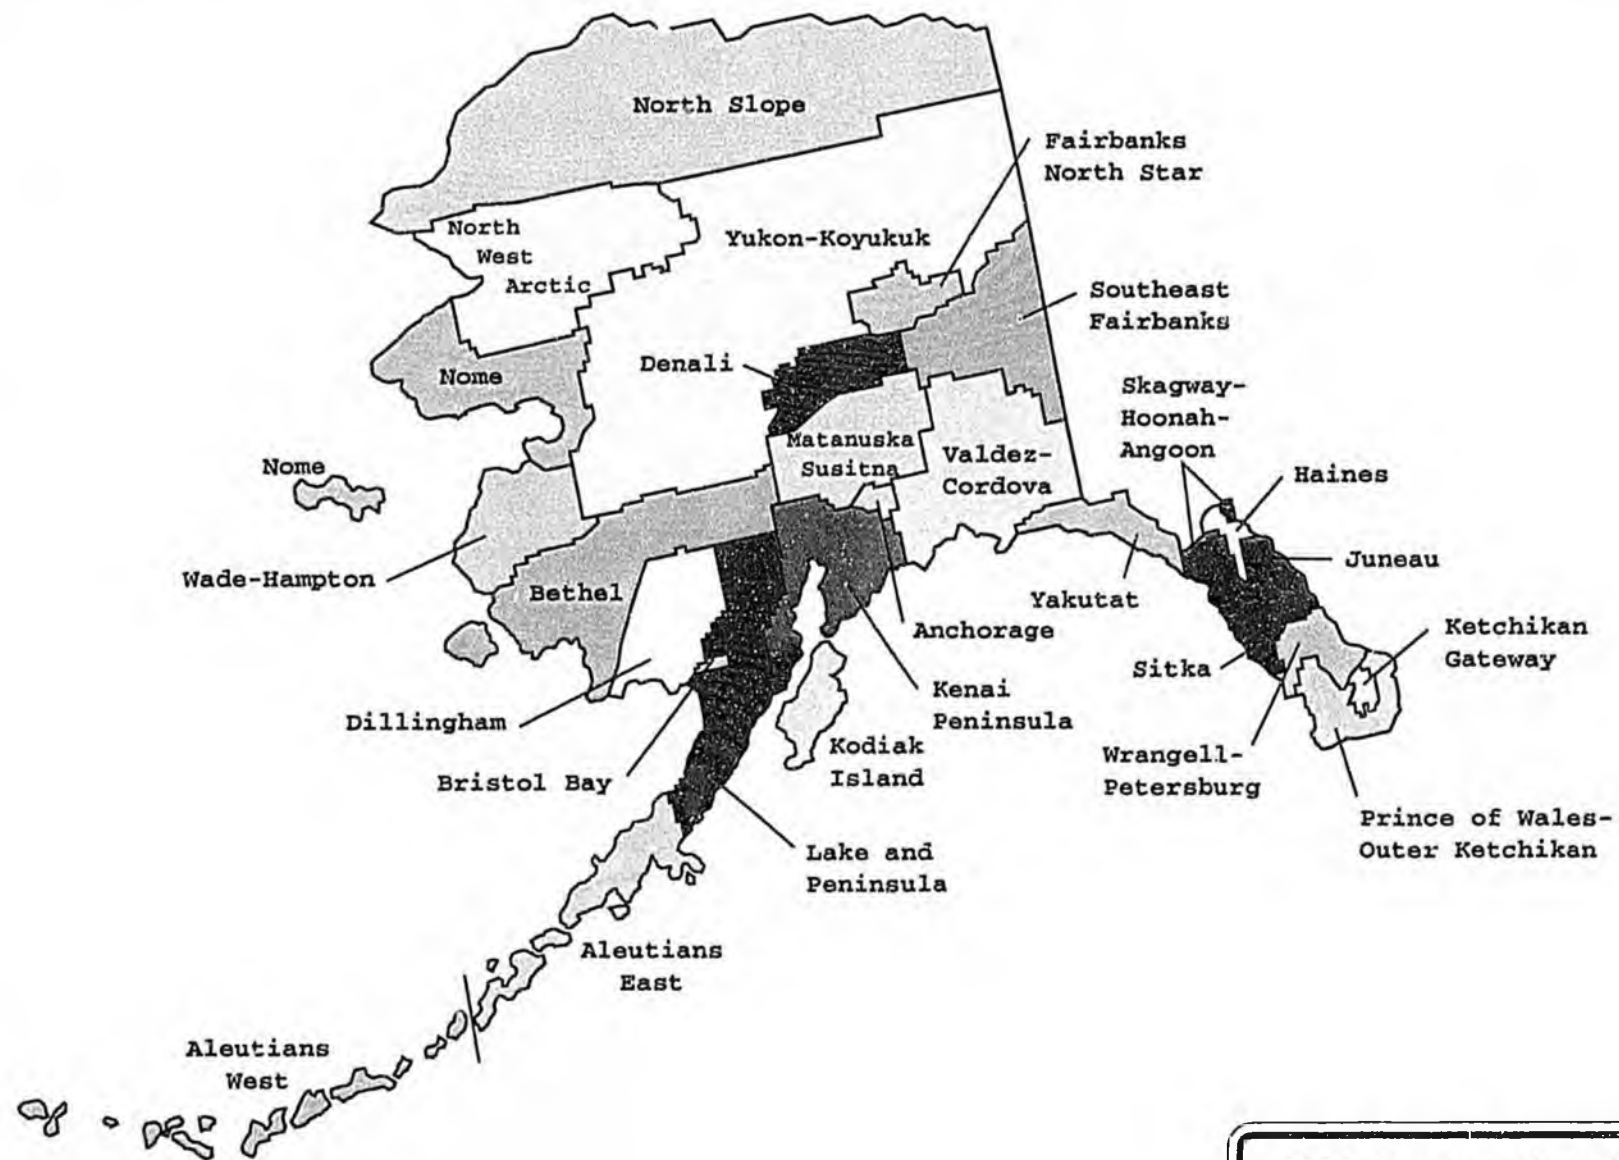 North Slope
Fairbanks
North Star
North
West
Arctic
Yukon-Koyukuk
Southeast
Fairbanks
Denali
Nome
Skagway-
Hoonah-
Angoon
Matanuska
Susitna
Valdez-
Cordova
Haines
Nome
Wade-Hampton
Bethel
Juneau
Yakutat
Anchorage
Ketchikan
Gateway
Sitka
Kenai
Peninsula
Dillingham
Kodiak
Island
Wrangell-
Petersburg
Bristol Bay
Prince of Wales-
Outer Ketchikan
Lake and
Peninsula
Aleutians
East
Aleutians
West